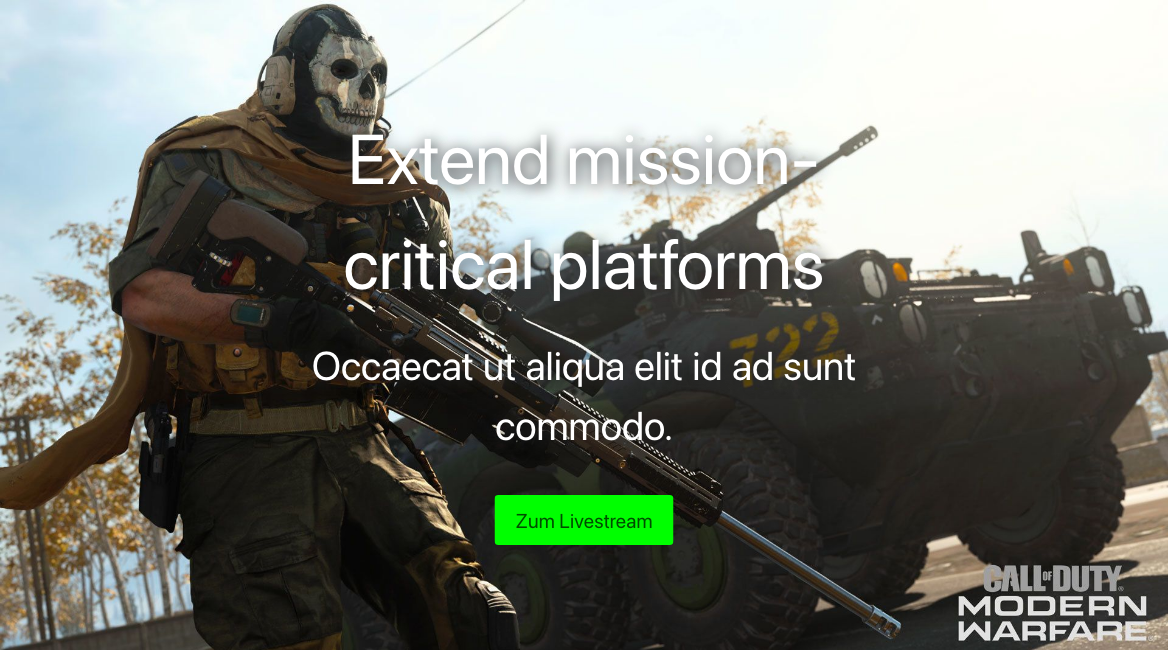 Extend mission-
critical platforms
722
Occaecat ut aliqua elit id ad sunt
commodo.
Zum Livestream
CALL OF DUTY®
MODERN
WARFARE